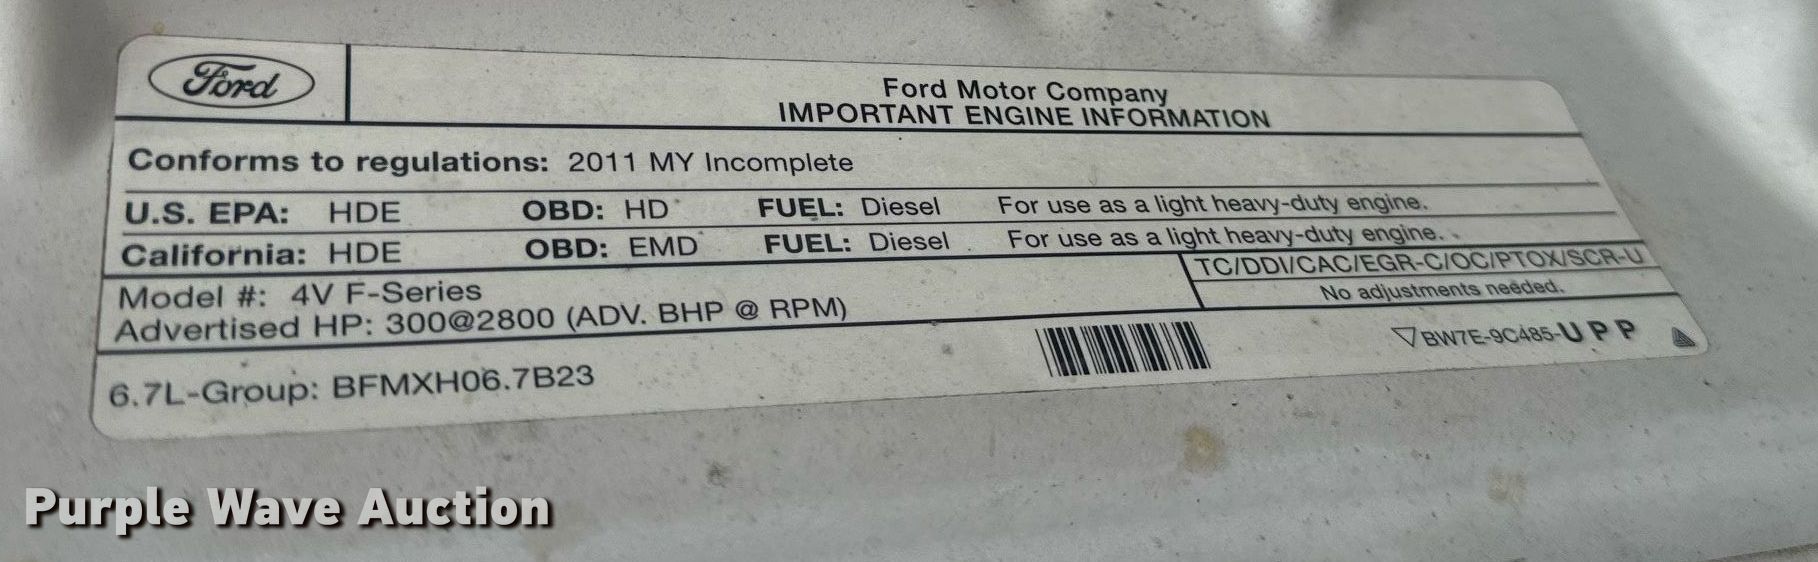 Ford
Ford Motor Company
IMPORTANT ENGINE INFORMATION
Conforms to regulations: 2011 MY Incomplete
U.S. EPA: HDE OBD: HD FUEL: Diesel For use as a light heavy-duty engine.
California: HDE OBD: EMD FUEL: Diesel For use as a light heavy-duty engine.
TC/DDI/CAC/EGR-C/OC/PTOX/SCR-U
Model #: 4V F-Series
No adjustments needed.
Advertised HP: 300@2800 (ADV. BHP @ RPM)
BW7E-9C485-UPP
6.7L-Group: BFMXH06.7B23
Purple Wave Auction